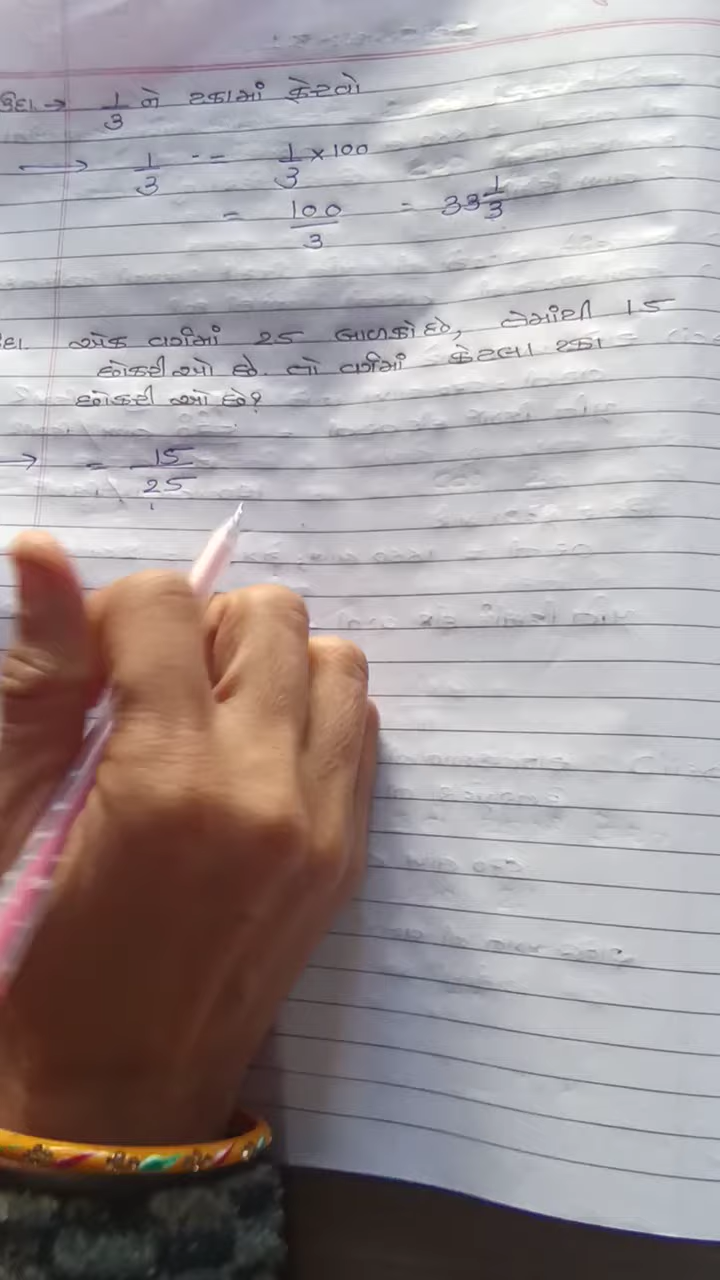 ઉદા. → 1/3 ને ટકામાં ફેરવો
→ 1/3 = 1/3 × 100
= 100/3 = 33 1/3
ઉદા. એક વર્ગમાં 25 બાળકો છે, તેમાંથી 15
છોકરીઓ છે. તો વર્ગમાં કેટલા ટકા
છોકરીઓ છે?
→ = 15/25